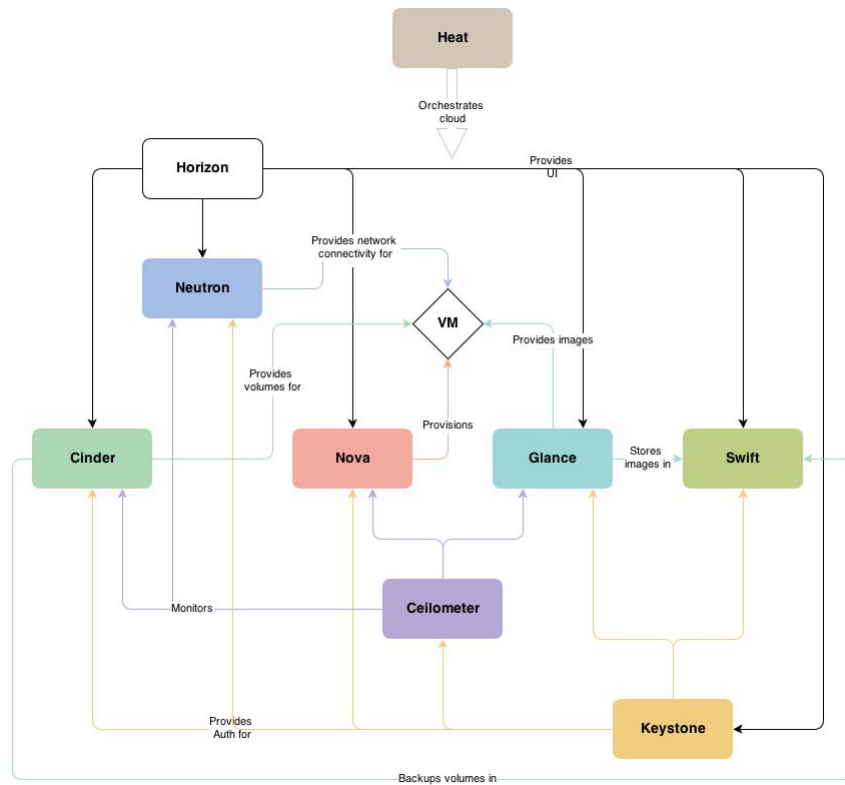 Heat
Orchestrates
cloud
Horizon
Provides
UI
Provides network
connectivity for
Neutron
VM
Provides images
Provides
volumes for
Provisions
Cinder
Nova
Glance
Stores
images in
Swift
Ceilometer
Monitors
Provides
Auth for
Keystone
Backups volumes in